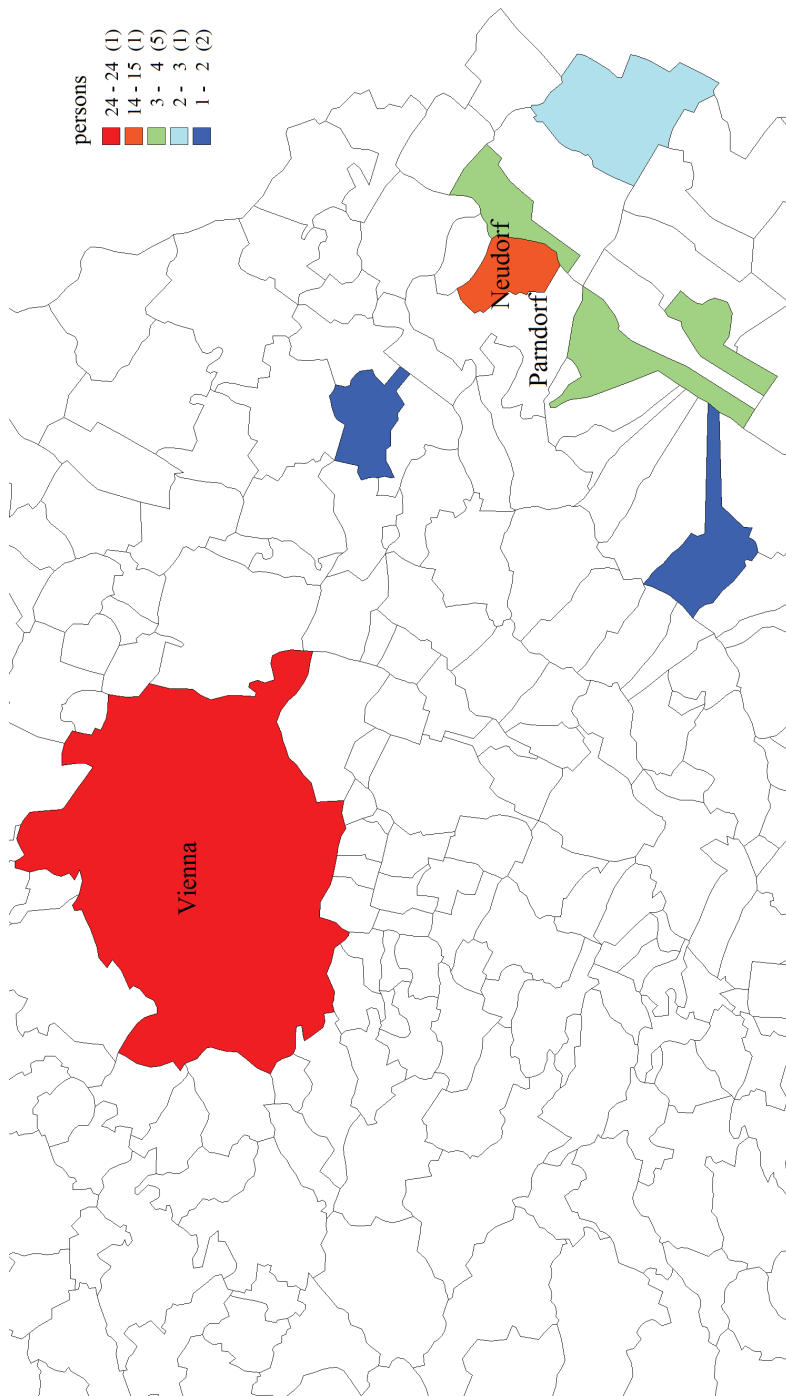 persons
24 - 24 (1)
14 - 15 (1)
3 - 4 (5)
2 - 3 (1)
1 - 2 (2)
Neudorf
Parndorf
Vienna